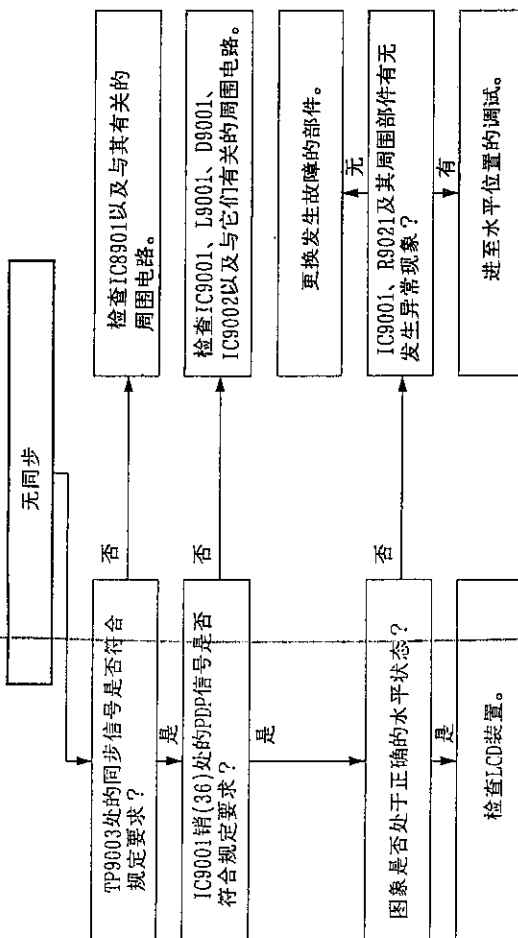 无同步
TP9003处的同步信号是否符合
规定要求？
否
检查IC8901以及与其有关的
周围电路。
是
IC9001销(36)处的PDP信号是否
符合规定要求？
否
检查IC9001、L9001、D9001、
IC9002以及与它们有关的周围电路。
是
更换发生故障的部件。
无
图象是否处于正确的水平状态？
否
IC9001、R9021及其周围部件有无
发生异常现象？
是
有
检查LCD装置。
进至水平位置的调试。